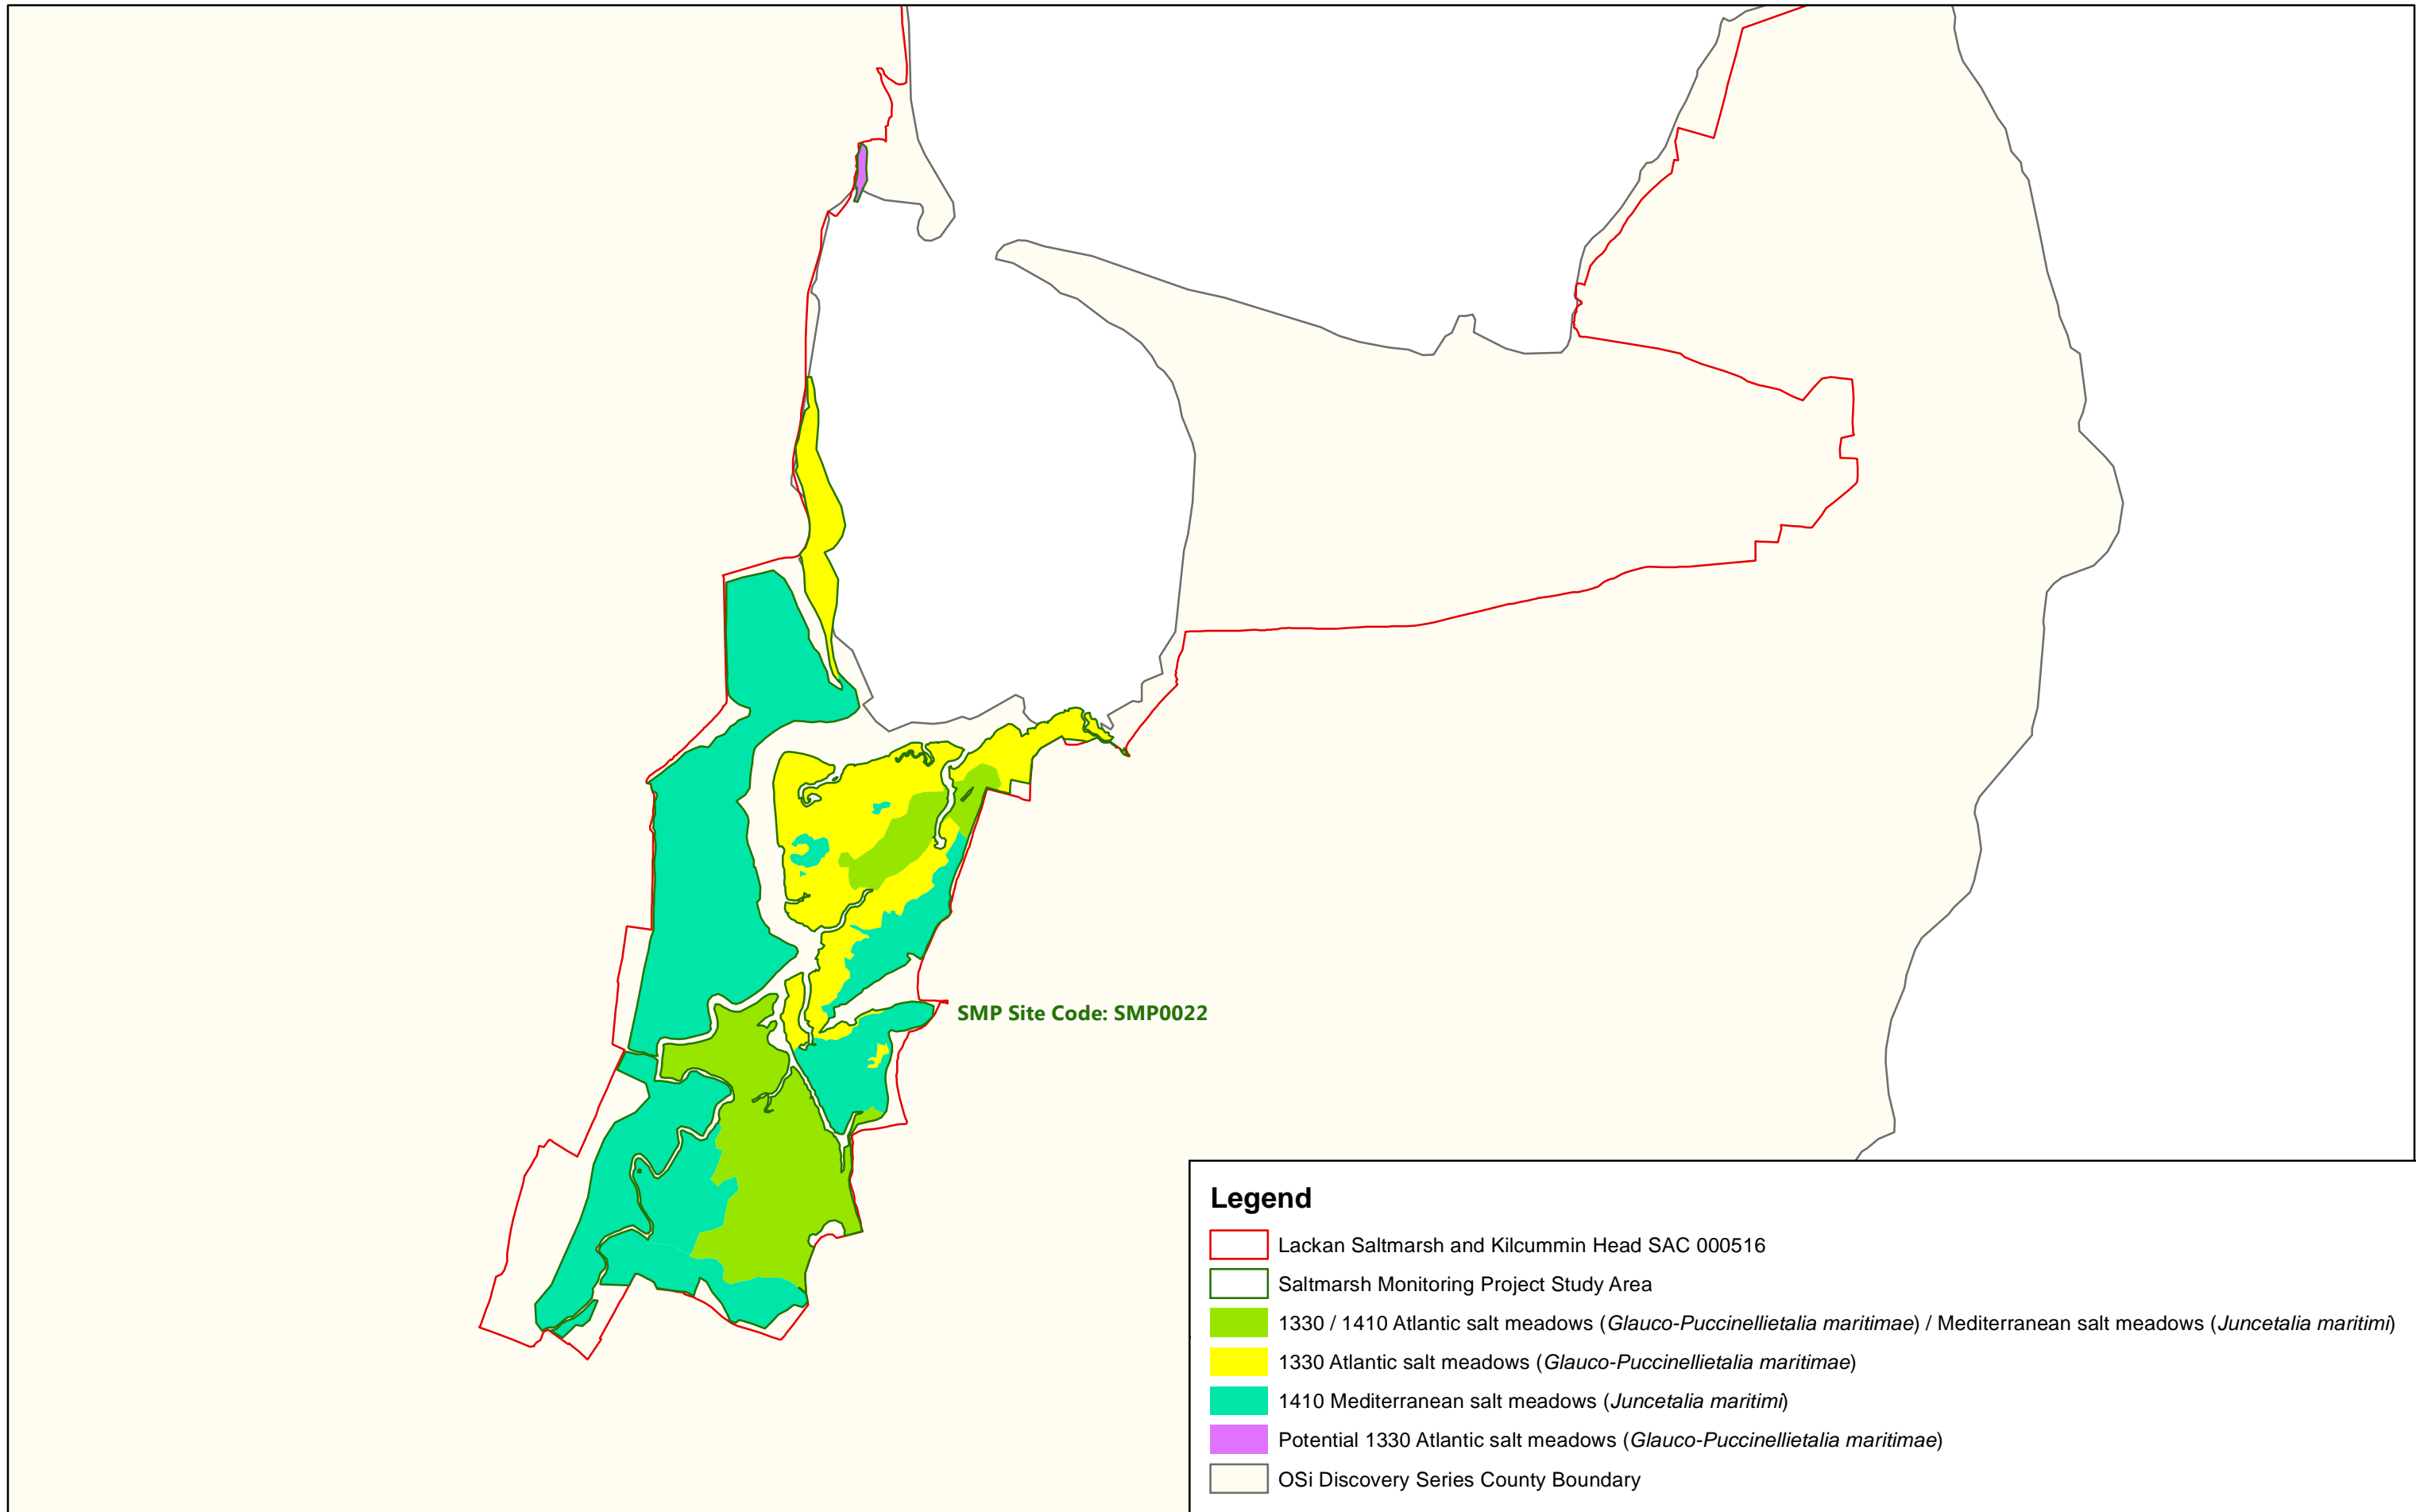 SMP Site Code: SMP0022
Legend
Lackan Saltmarsh and Kilcummin Head SAC 000516
Saltmarsh Monitoring Project Study Area
1330 / 1410 Atlantic salt meadows (Glauco-Puccinellietalia maritimae) / Mediterranean salt meadows (Juncetalia maritimi)
1330 Atlantic salt meadows (Glauco-Puccinellietalia maritimae)
1410 Mediterranean salt meadows (Juncetalia maritimi)
Potential 1330 Atlantic salt meadows (Glauco-Puccinellietalia maritimae)
OSi Discovery Series County Boundary